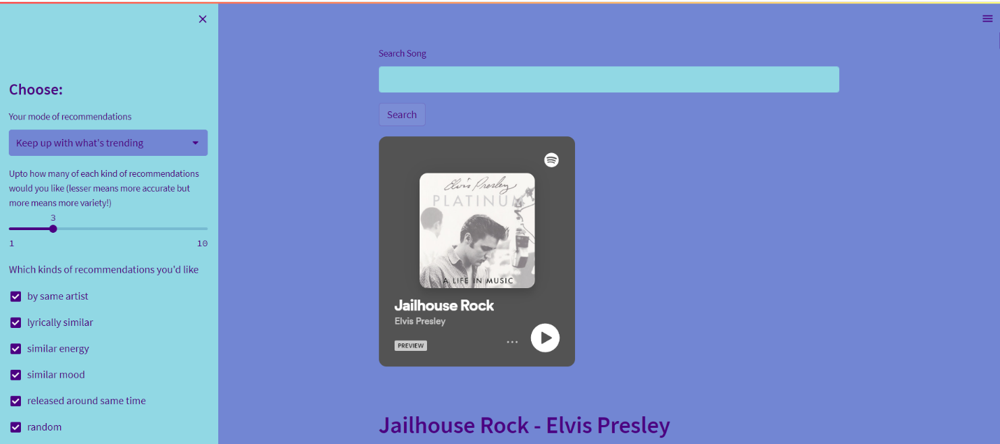 Choose:
Your mode of recommendations
Keep up with what's trending
Upto how many of each kind of recommendations
would you like (lesser means more accurate but
more means more variety!)
3
1 10
Which kinds of recommendations you'd like
by same artist
lyrically similar
similar energy
similar mood
released around same time
random
Search Song
Search
Elvis Presley
PLATINUM
A LIFE IN MUSIC
Jailhouse Rock
Elvis Presley
PREVIEW
Jailhouse Rock - Elvis Presley